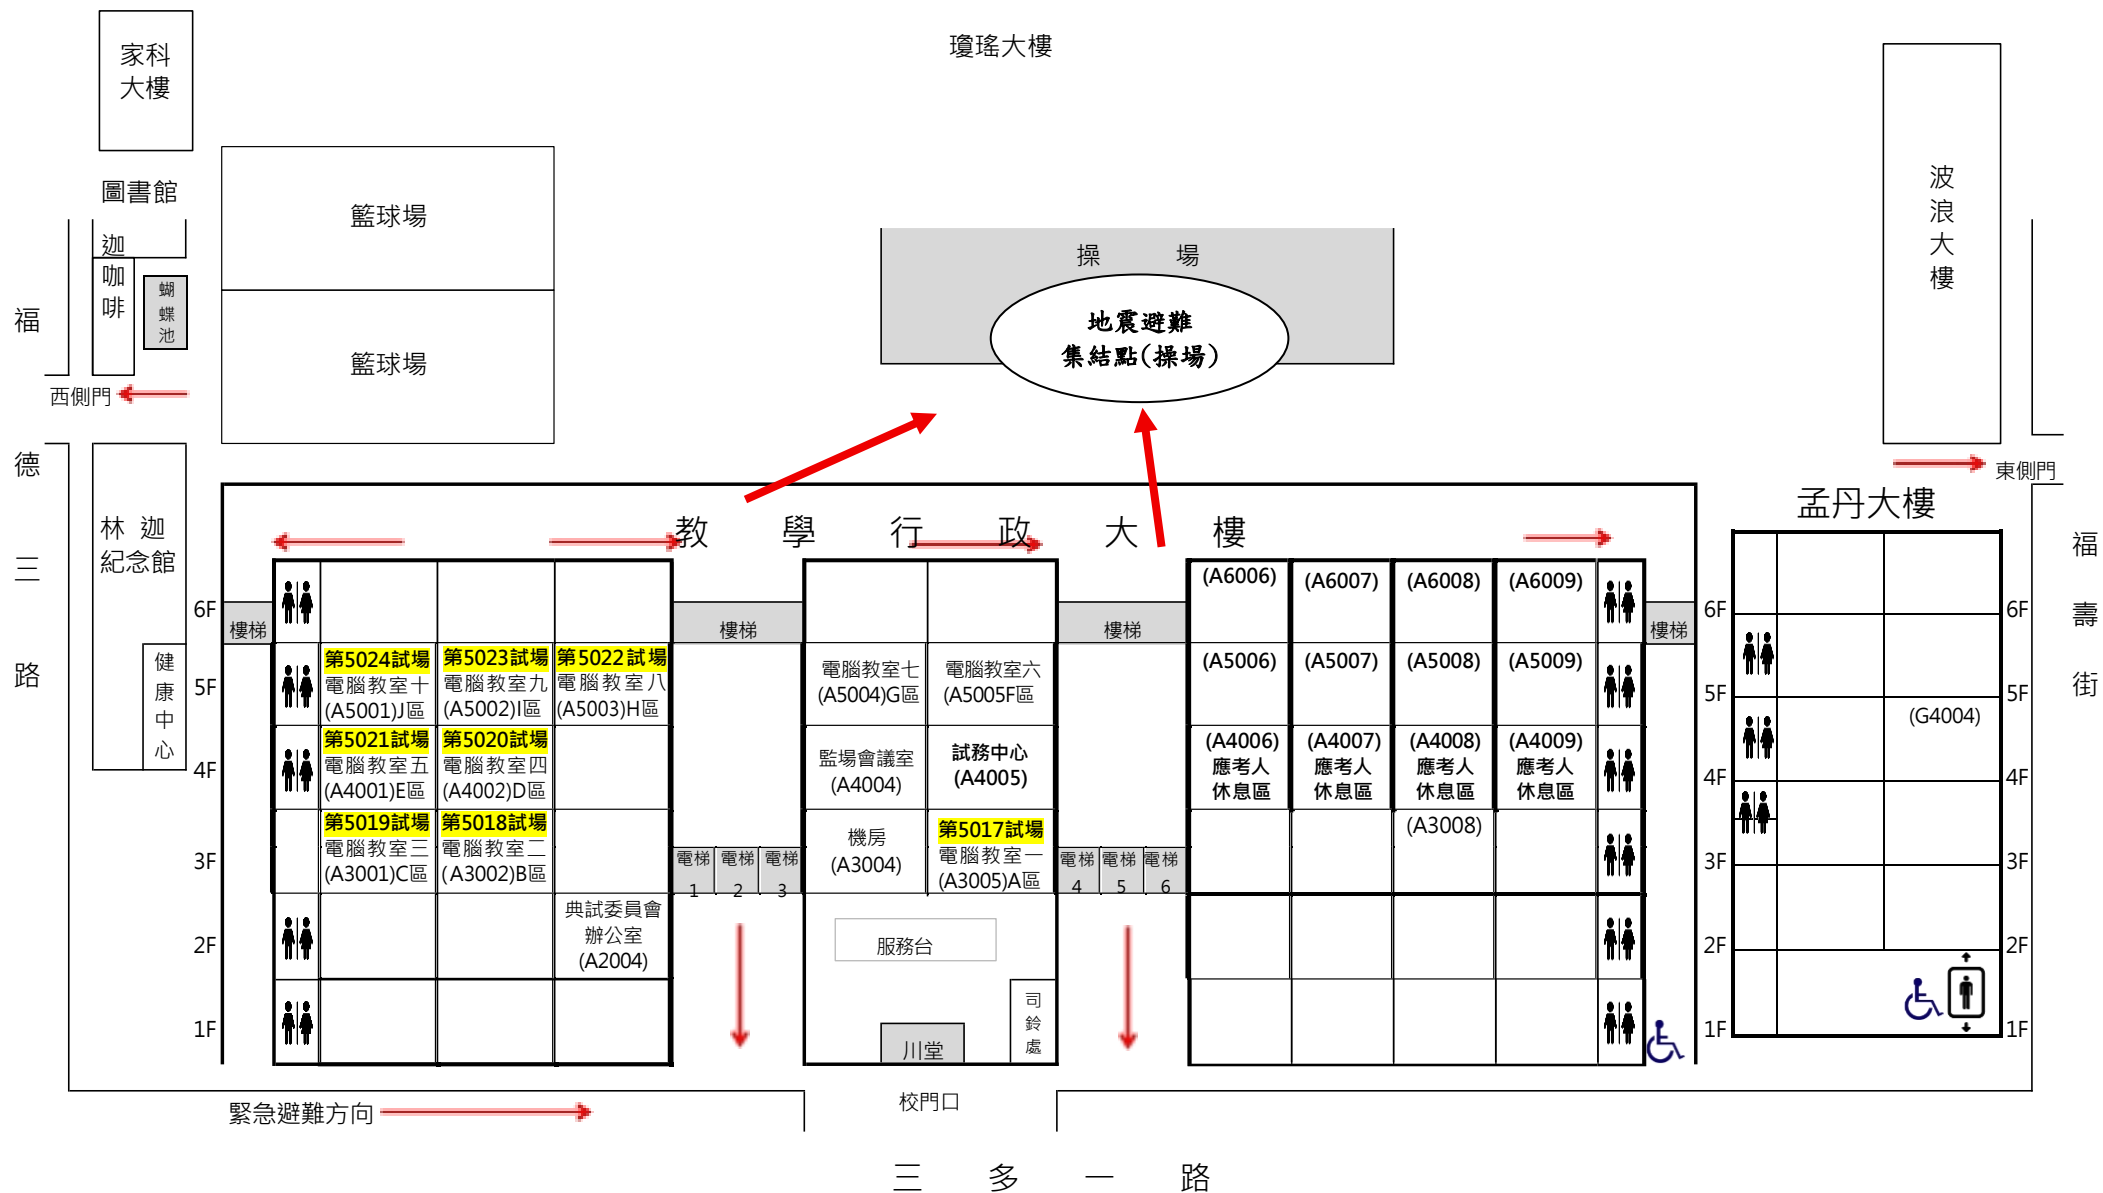 瓊瑤大樓
家科
大樓
圖書館
迦
咖
啡
蝴
蝶
池
籃球場
籃球場
操 場
地震避難
集結點(操場)
波
浪
大
樓
福
德
三
路
西側門
東側門
福
壽
街
林 迦
紀念館
健
康
中
心
孟丹大樓
教 學 行 政 大 樓
6F
樓梯
樓梯
樓梯
(A6006)
(A6007)
(A6008)
(A6009)
樓梯
6F
6F
5F
第5024試場
電腦教室十
(A5001)J區
第5023試場
電腦教室九
(A5002)I區
第5022試場
電腦教室八
(A5003)H區
電腦教室七
(A5004)G區
電腦教室六
(A5005F區
(A5006)
(A5007)
(A5008)
(A5009)
5F
5F
4F
第5021試場
電腦教室五
(A4001)E區
第5020試場
電腦教室四
(A4002)D區
監場會議室
(A4004)
試務中心
(A4005)
(A4006)
應考人
休息區
(A4007)
應考人
休息區
(A4008)
應考人
休息區
(A4009)
應考人
休息區
4F
(G4004)
4F
3F
第5019試場
電腦教室三
(A3001)C區
第5018試場
電腦教室二
(A3002)B區
電梯
1
電梯
2
電梯
3
機房
(A3004)
第5017試場
電腦教室一
(A3005)A區
電梯
4
電梯
5
電梯
6
(A3008)
3F
3F
2F
典試委員會
辦公室
(A2004)
服務台
2F
2F
1F
川堂
司
鈴
處
1F
1F
緊急避難方向
校門口
三 多 一 路